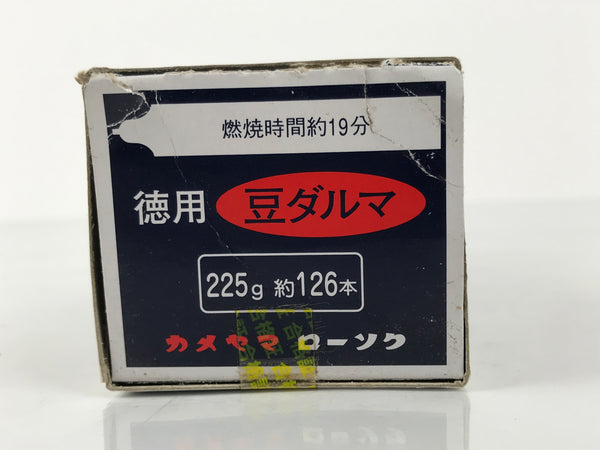 燃焼時間約19分
徳用 豆ダルマ
225g 約126本
カメヤマ ローソク